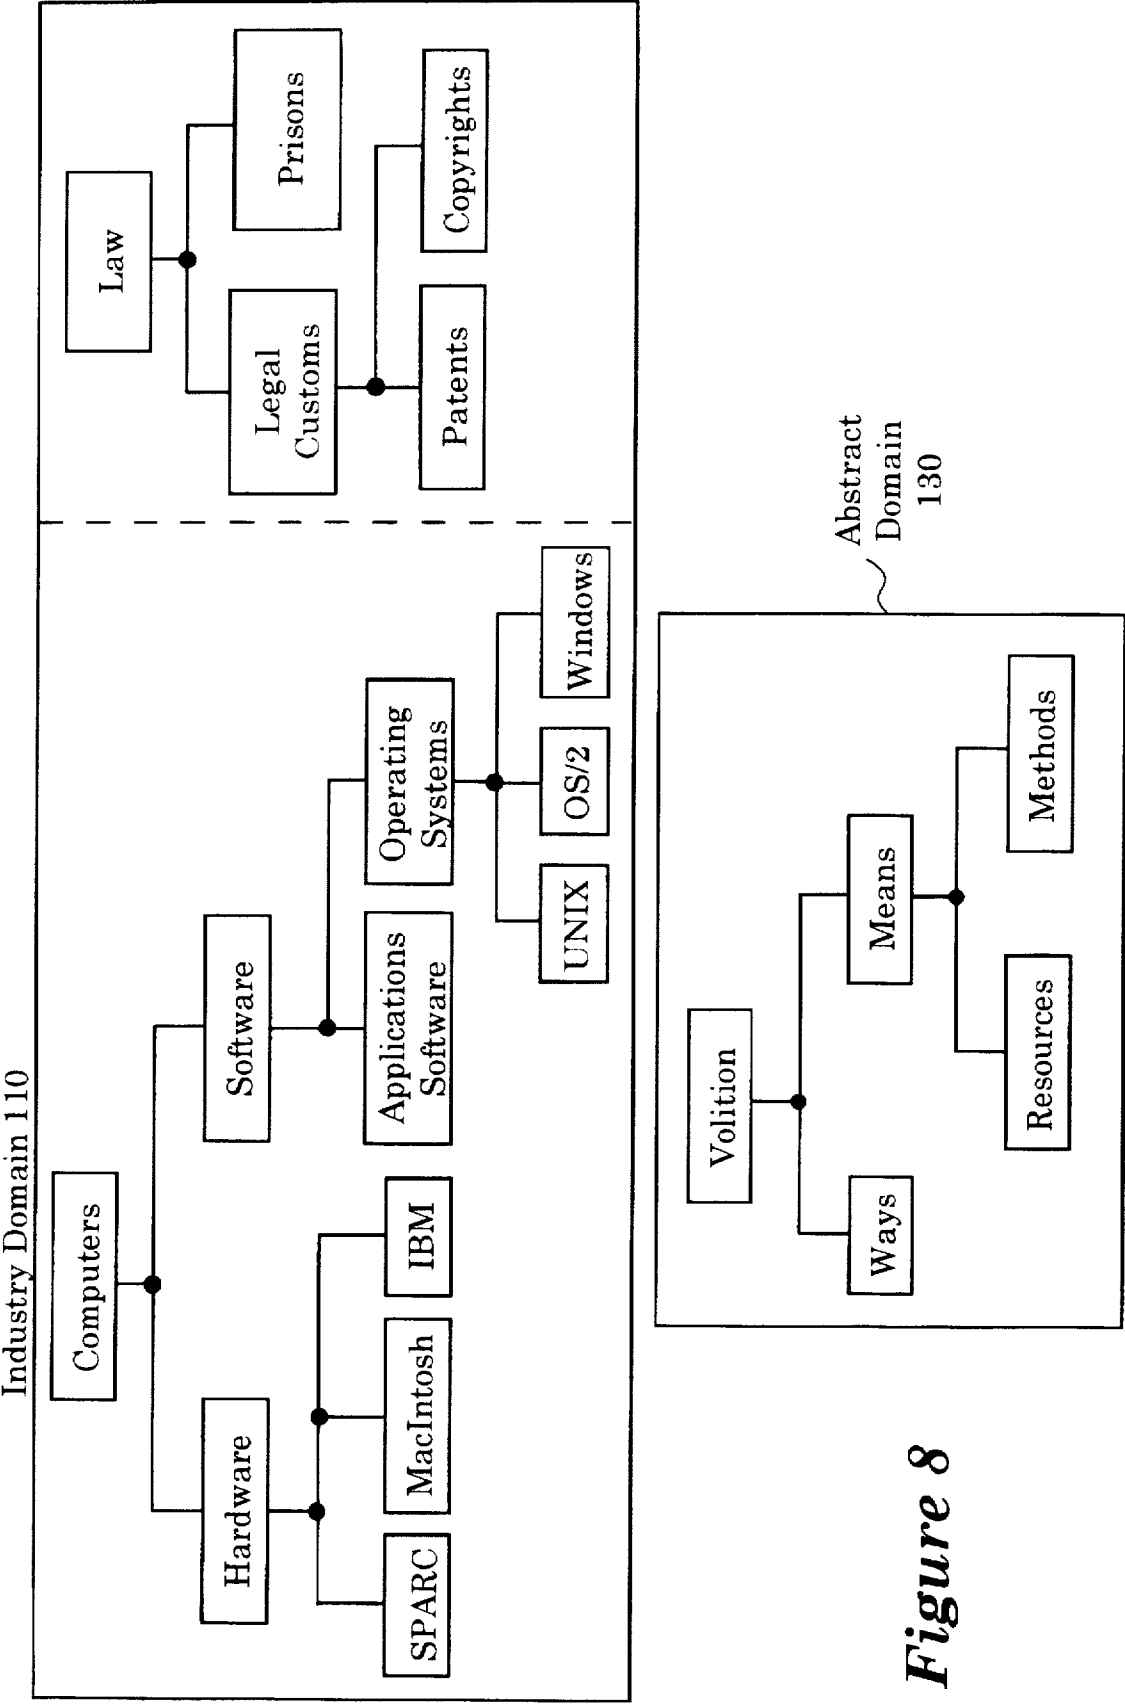 Industry Domain 110
Computers
Hardware
Software
SPARC
MacIntosh
IBM
Applications
Software
Operating
Systems
UNIX
OS/2
Windows
Law
Legal
Customs
Prisons
Patents
Copyrights
Volition
Ways
Means
Resources
Methods
Abstract
Domain
130
Figure 8